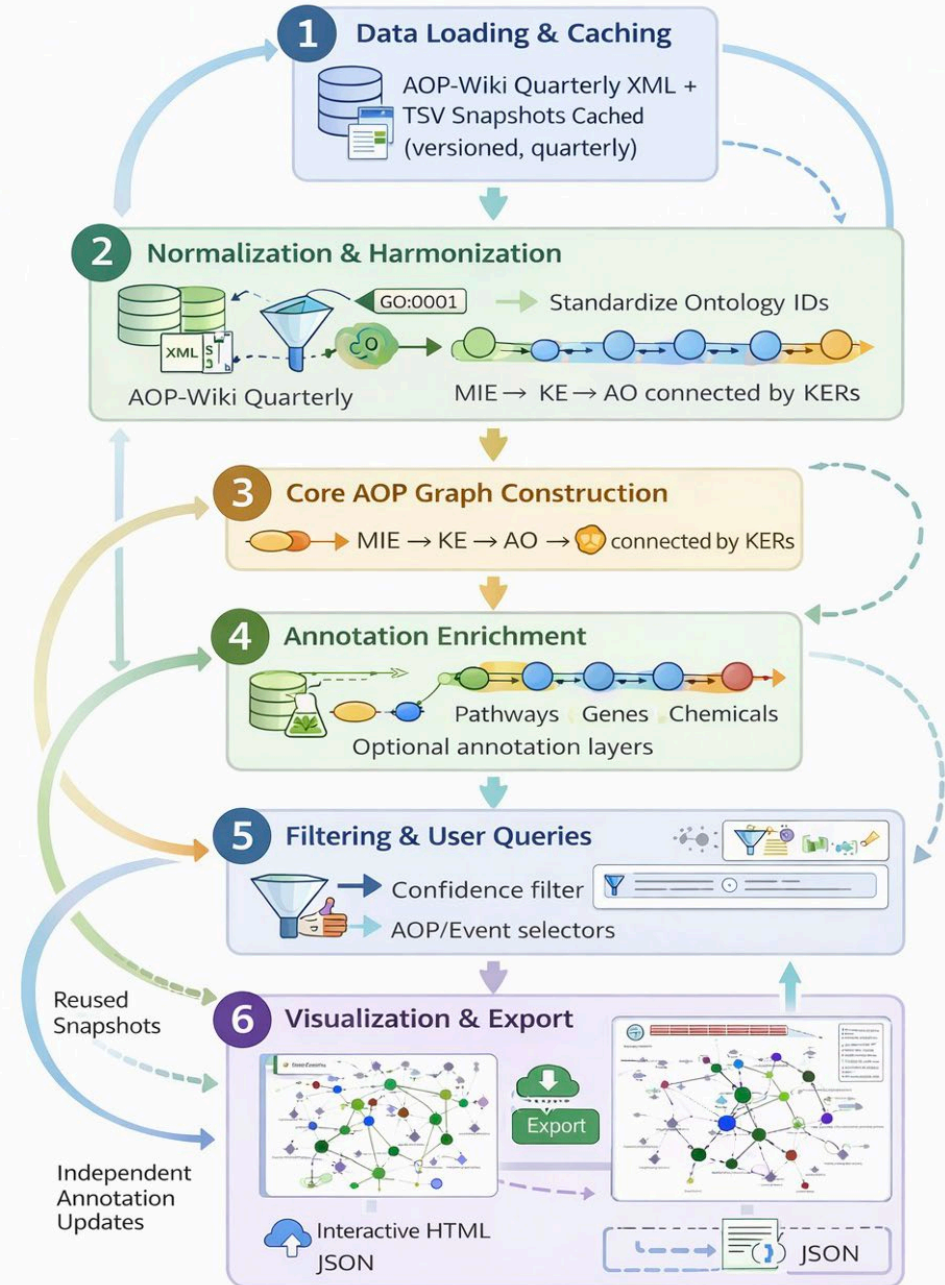 1 Data Loading & Caching
AOP-Wiki Quarterly XML +
TSV Snapshots Cached
(versioned, quarterly)
2 Normalization & Harmonization
GO:0001
Standardize Ontology IDs
XML
AOP-Wiki Quarterly
MIE → KE → AO connected by KERs
3 Core AOP Graph Construction
MIE → KE → AO → connected by KERs
4 Annotation Enrichment
Pathways Genes Chemicals
Optional annotation layers
5 Filtering & User Queries
Confidence filter
AOP/Event selectors
Reused
Snapshots
6 Visualization & Export
Export
Independent
Annotation
Updates
Interactive HTML
JSON
JSON